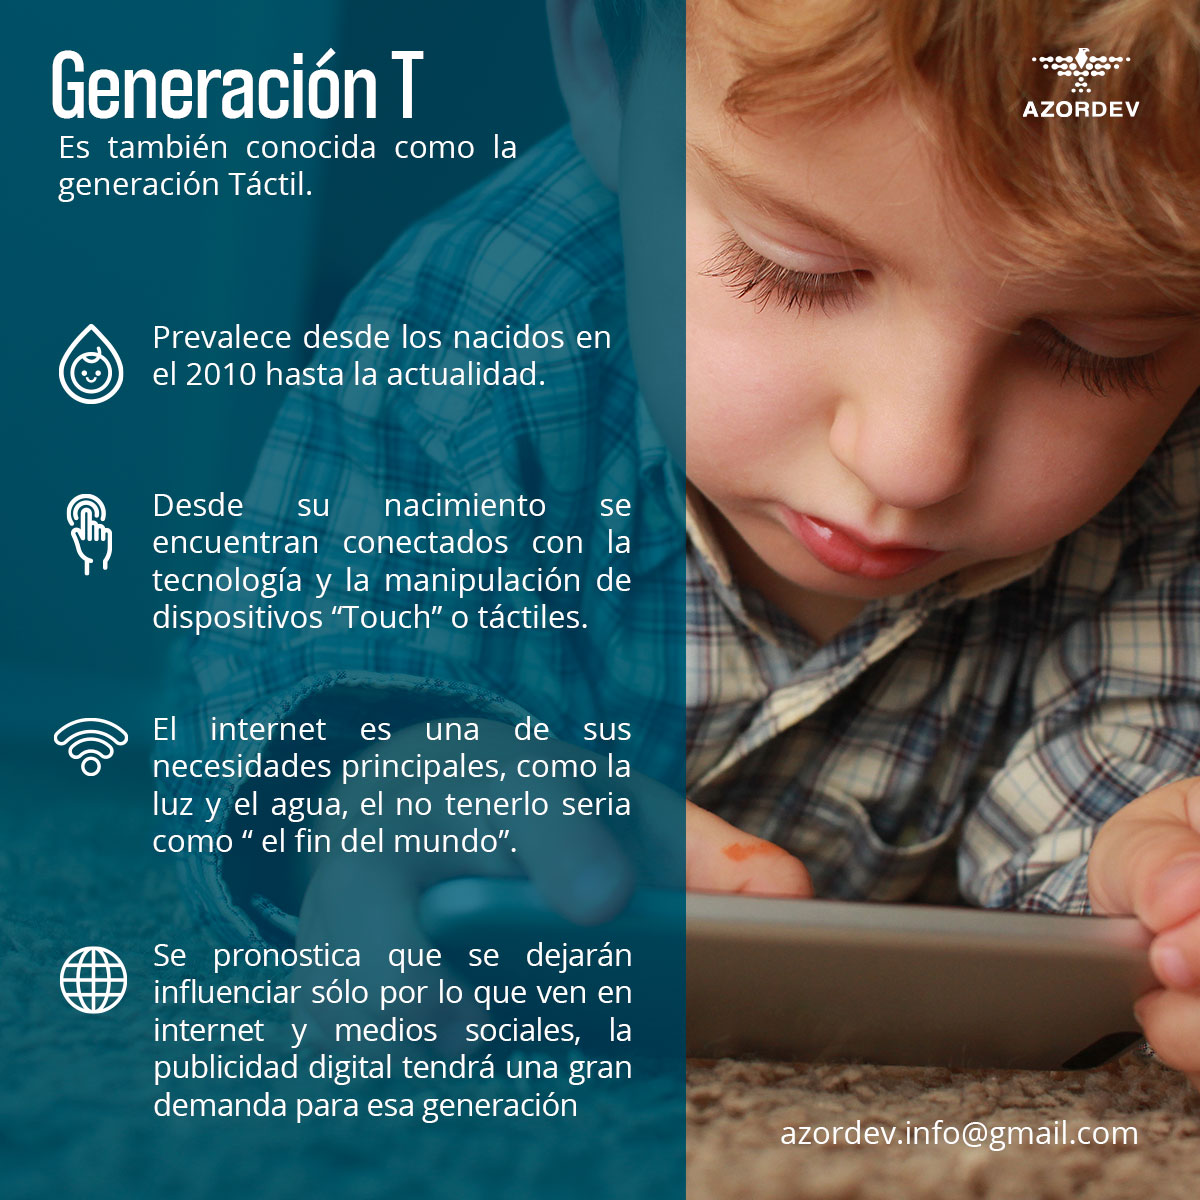 Generación T
Es también conocida como la
generación Táctil.
AZORDEV
Prevalece desde los nacidos en
el 2010 hasta la actualidad.
Desde su nacimiento se
encuentran conectados con la
tecnología y la manipulación de
dispositivos “Touch” o táctiles.
El internet es una de sus
necesidades principales, como la
luz y el agua, el no tenerlo seria
como “ el fin del mundo”.
Se pronostica que se dejarán
influenciar sólo por lo que ven en
internet y medios sociales, la
publicidad digital tendrá una gran
demanda para esa generación
azordev.info@gmail.com